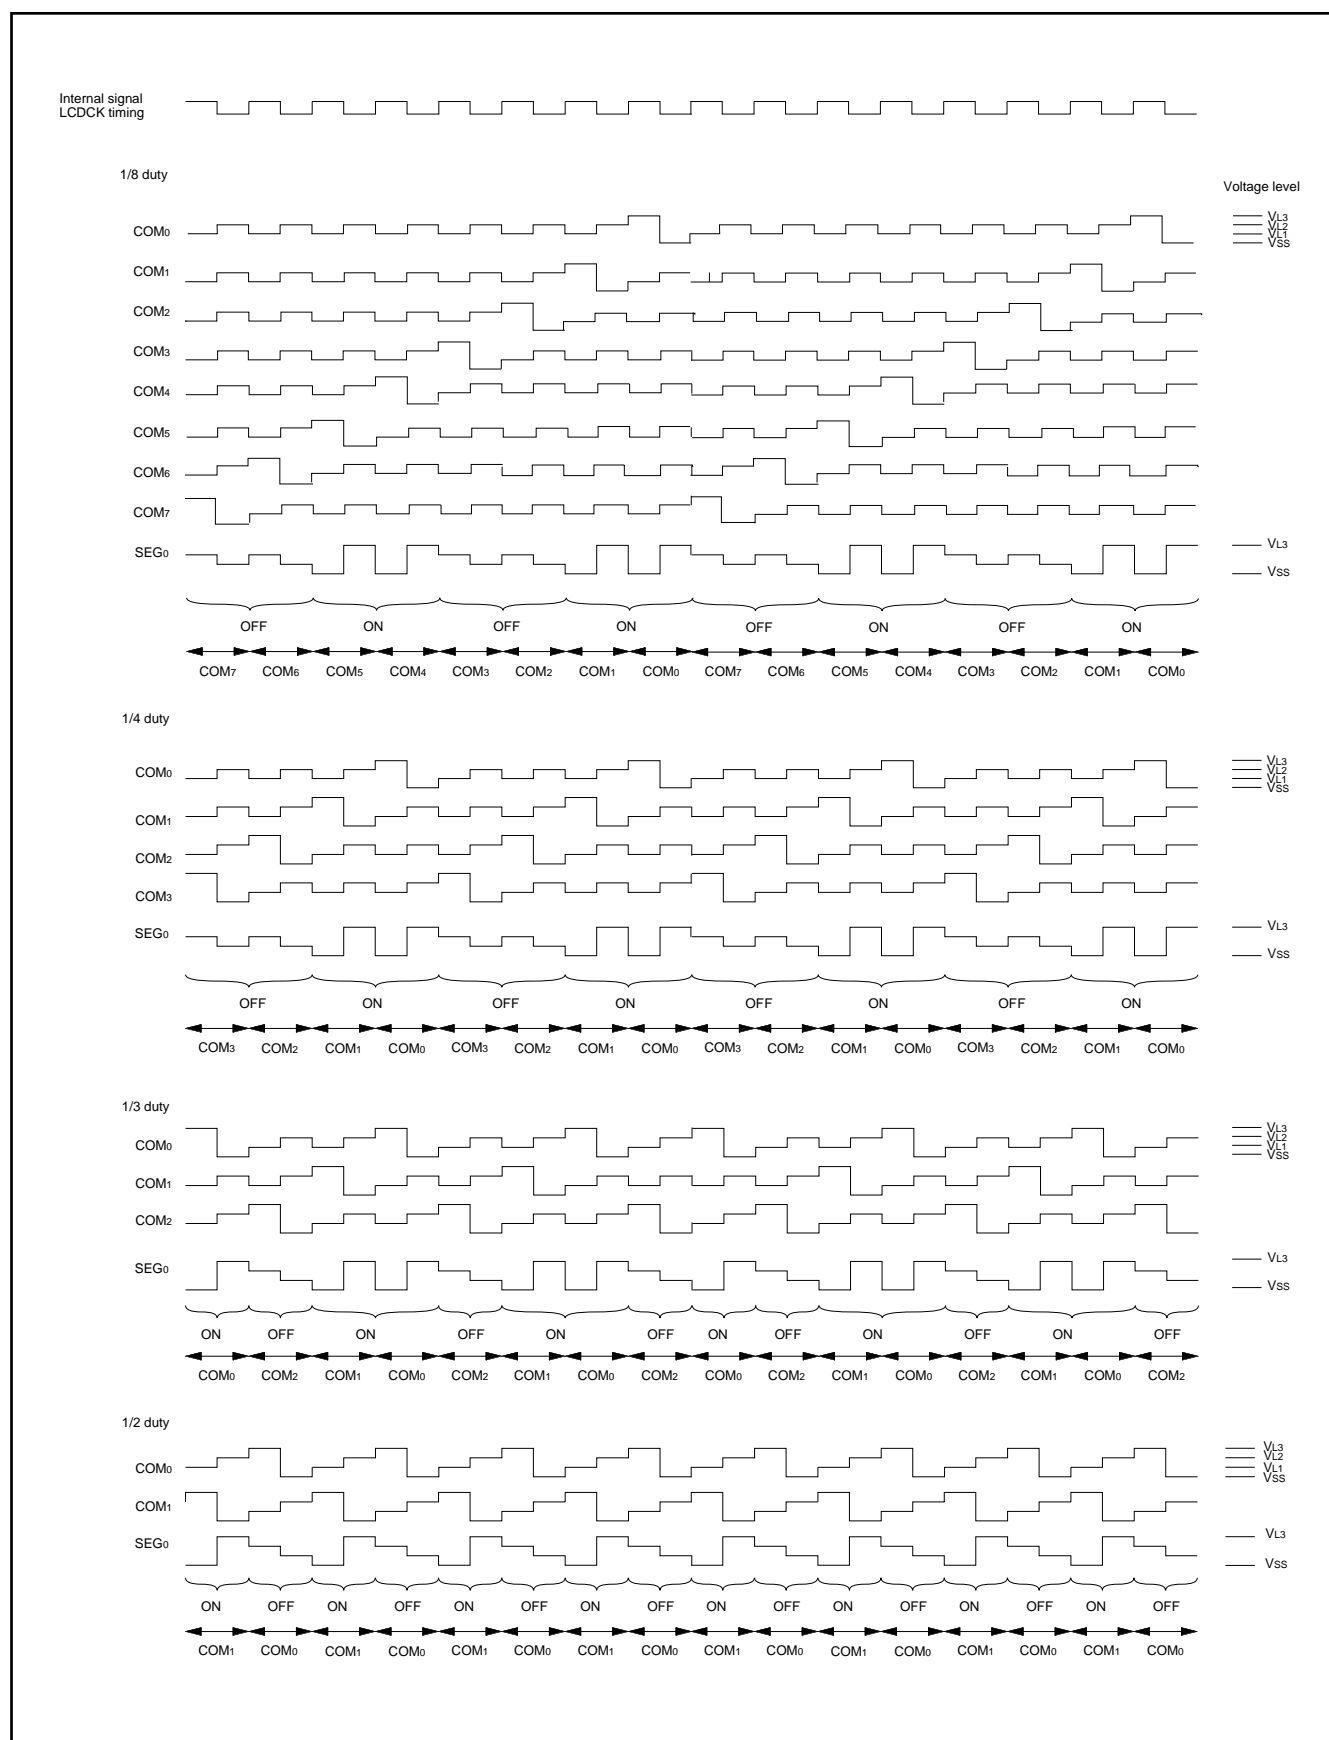 Internal signal
LCDCK timing
1/8 duty
Voltage level
COM0
VL3
VL2
VL1
VSS
COM1
COM2
COM3
COM4
COM5
COM6
COM7
SEG0
VL3
VSS
OFF ON OFF ON OFF ON OFF ON
COM7 COM6 COM5 COM4 COM3 COM2 COM1 COM0 COM7 COM6 COM5 COM4 COM3 COM2 COM1 COM0
1/4 duty
COM0
VL3
VL2
VL1
VSS
COM1
COM2
COM3
SEG0
VL3
VSS
OFF ON OFF ON OFF ON OFF ON
COM3 COM2 COM1 COM0 COM3 COM2 COM1 COM0 COM3 COM2 COM1 COM0 COM3 COM2 COM1 COM0
1/3 duty
COM0
VL3
VL2
VL1
VSS
COM1
COM2
SEG0
VL3
VSS
ON OFF ON OFF ON OFF ON OFF ON OFF ON OFF
COM0 COM2 COM1 COM0 COM2 COM1 COM0 COM2 COM0 COM2 COM1 COM0 COM2 COM1 COM0 COM2
1/2 duty
COM0
VL3
VL2
VL1
VSS
COM1
SEG0
VL3
VSS
ON OFF ON OFF ON OFF ON OFF ON OFF ON OFF ON OFF ON OFF
COM1 COM0 COM1 COM0 COM1 COM0 COM1 COM0 COM1 COM0 COM1 COM0 COM1 COM0 COM1 COM0